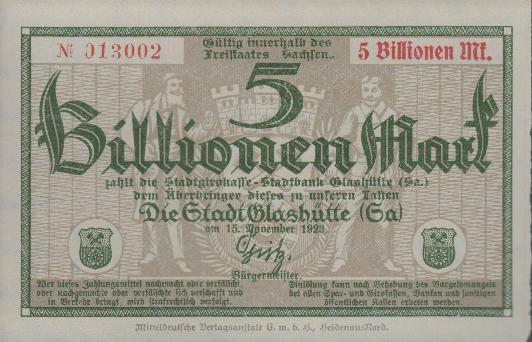 № 013002
Gültig innerhalb des
Freistaates Sachsen.
5 Billionen Mk.
5
Billionen Mark
zahlt die Stadtgirokasse-Stadtbank Glashütte (Sa.)
dem Überbringer dieses zu unseren Lasten
Die Stadt Glashütte (Sa)
am 15. November 1923.
Bürgermeister.
Wer dieses Zahlungsmittel nachmacht oder verfälscht,
oder nachgemachte oder verfälschte sich verschafft und
in Verkehr bringt, wird strafrechtlich verfolgt.
Einlösung kann nach Behebung des Bargeldmangels
bei allen Spar- und Girokassen, Banken und sonstigen
öffentlichen Kassen erbeten werden.
Mitteldeutsche Verlagsanstalt G. m. b. H., Heidenau-Nord.